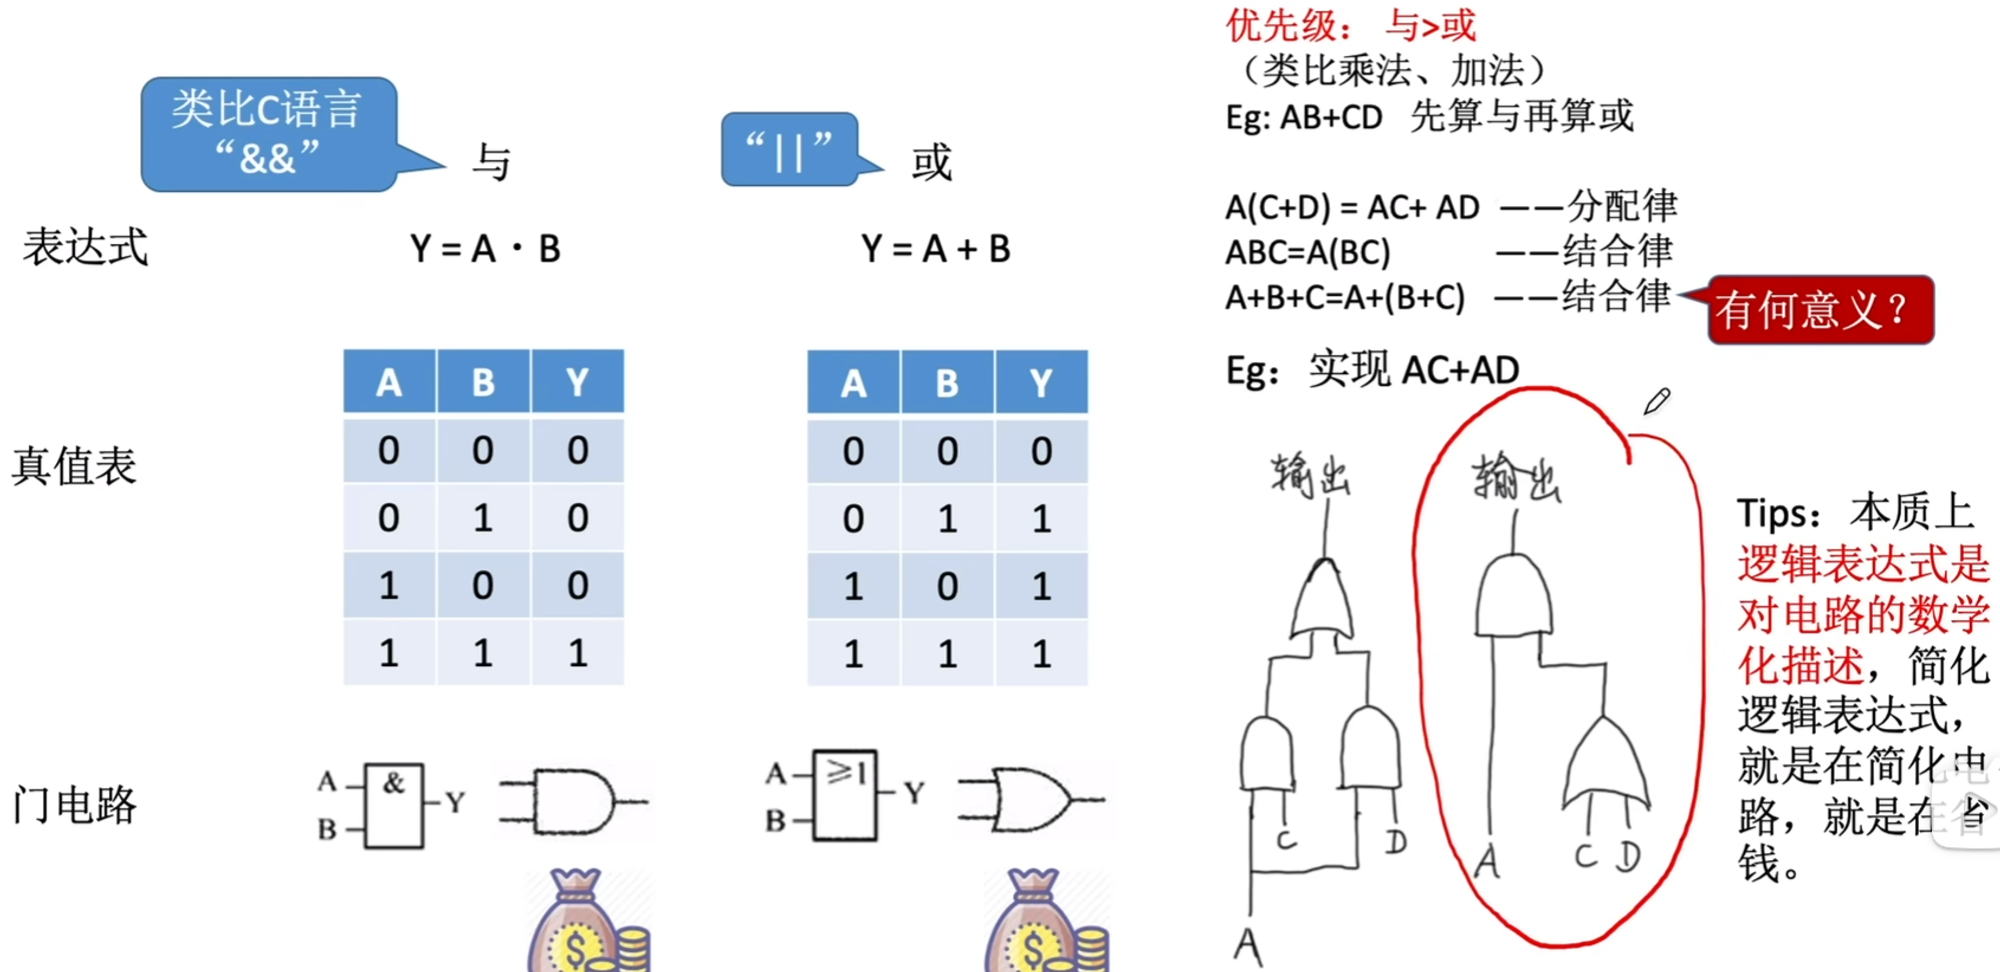 类比C语言
“&&”
与
“||”
或
表达式
Y = A · B
Y = A + B
真值表
A B Y
0 0 0
0 1 0
1 0 0
1 1 1
A B Y
0 0 0
0 1 1
1 0 1
1 1 1
门电路
A
B
&
Y
A
B
≥1
Y
$
$
优先级： 与>或
（类比乘法、加法）
Eg: AB+CD 先算与再算或
A(C+D) = AC+ AD ——分配律
ABC=A(BC) ——结合律
A+B+C=A+(B+C) ——结合律
有何意义？
Eg： 实现 AC+AD
输出
C
D
A
输出
A
C
D
Tips：本质上
逻辑表达式是
对电路的数学
化描述，简化
逻辑表达式，
就是在简化电
路，就是在省
钱。